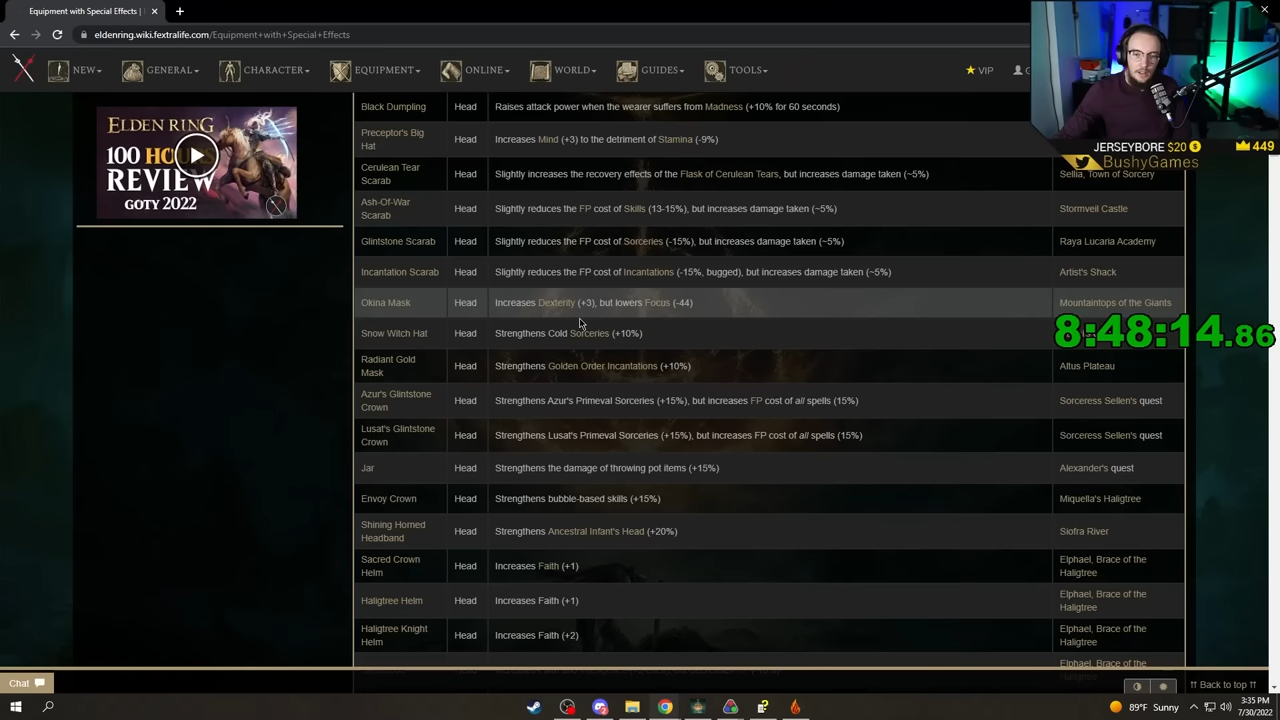 Equipment with Special Effects |
eldenring.wiki.fextralife.com/Equipment+with+Special+Effects
NEW
GENERAL
CHARACTER
EQUIPMENT
ONLINE
WORLD
GUIDES
TOOLS
VIP
JERSEYBORE $20
449
BushyGames
ELDEN RING
100 HOUR
REVIEW
GOTY 2022
Black Dumpling Head Raises attack power when the wearer suffers from Madness (+10% for 60 seconds)
Preceptor's Big
Hat
Head Increases Mind (+3) to the detriment of Stamina (-9%)
Cerulean Tear
Scarab
Head Slightly increases the recovery effects of the Flask of Cerulean Tears, but increases damage taken (~5%) Sellia, Town of Sorcery
Ash-Of-War
Scarab
Head Slightly reduces the FP cost of Skills (13-15%), but increases damage taken (~5%) Stormveil Castle
Glintstone Scarab Head Slightly reduces the FP cost of Sorceries (-15%), but increases damage taken (~5%) Raya Lucaria Academy
Incantation Scarab Head Slightly reduces the FP cost of Incantations (-15%, bugged), but increases damage taken (~5%) Artist's Shack
Okina Mask Head Increases Dexterity (+3), but lowers Focus (-44) Mountaintops of the Giants
8:48:14.86
Snow Witch Hat Head Strengthens Cold Sorceries (+10%)
Radiant Gold
Mask
Head Strengthens Golden Order Incantations (+10%) Altus Plateau
Azur's Glintstone
Crown
Head Strengthens Azur's Primeval Sorceries (+15%), but increases FP cost of all spells (15%) Sorceress Sellen's quest
Lusat's Glintstone
Crown
Head Strengthens Lusat's Primeval Sorceries (+15%), but increases FP cost of all spells (15%) Sorceress Sellen's quest
Jar Head Strengthens the damage of throwing pot items (+15%) Alexander's quest
Envoy Crown Head Strengthens bubble-based skills (+15%) Miquella's Haligtree
Shining Horned
Headband
Head Strengthens Ancestral Infant's Head (+20%) Siofra River
Sacred Crown
Helm
Head Increases Faith (+1) Elphael, Brace of the
Haligtree
Haligtree Helm Head Increases Faith (+1) Elphael, Brace of the
Haligtree
Haligtree Knight
Helm
Head Increases Faith (+2) Elphael, Brace of the
Haligtree
Elphael, Brace of the
Chat
Back to top
89°F Sunny
3:35 PM
7/30/2022